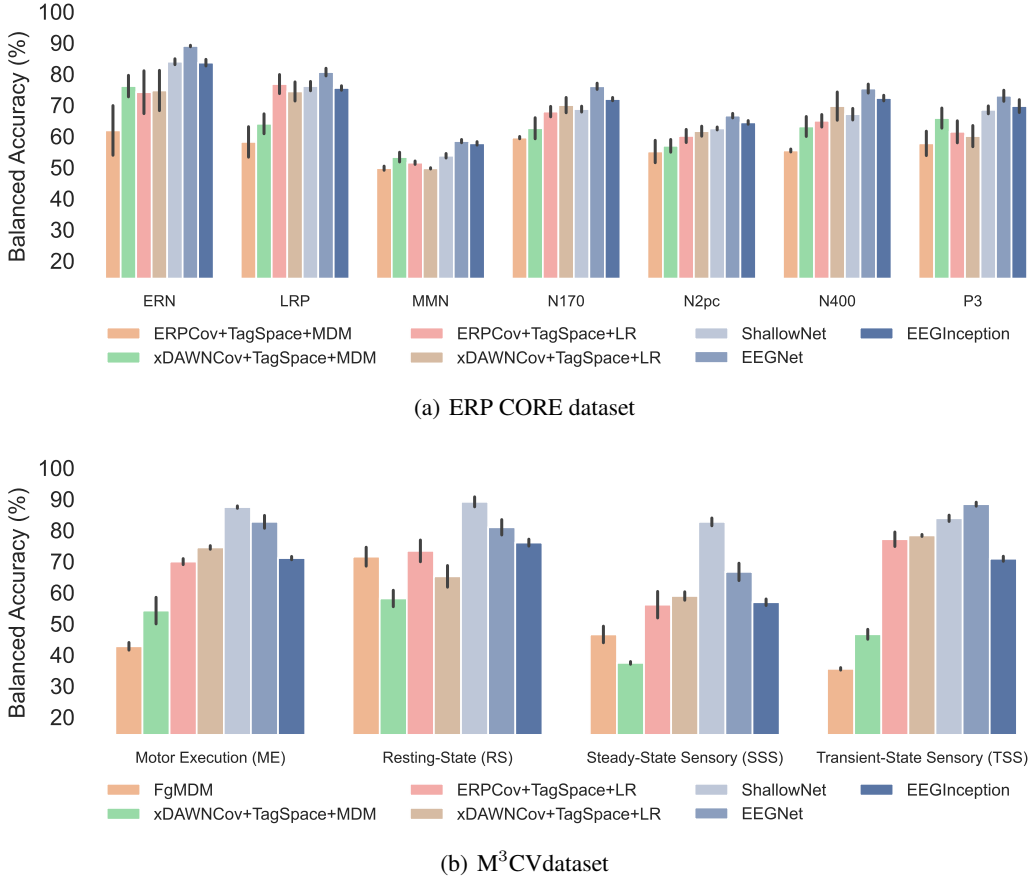 Balanced Accuracy (%)
100
90
80
70
60
50
40
30
20
ERN LRP MMN N170 N2pc N400 P3
ERPCov+TagSpace+MDM ERPCov+TagSpace+LR ShallowNet EEGInception
xDAWNCov+TagSpace+MDM xDAWNCov+TagSpace+LR EEGNet
(a) ERP CORE dataset
Balanced Accuracy (%)
100
90
80
70
60
50
40
30
20
Motor Execution (ME) Resting-State (RS) Steady-State Sensory (SSS) Transient-State Sensory (TSS)
FgMDM ERPCov+TagSpace+LR ShallowNet EEGInception
xDAWNCov+TagSpace+MDM xDAWNCov+TagSpace+LR EEGNet
(b) M³CVdataset